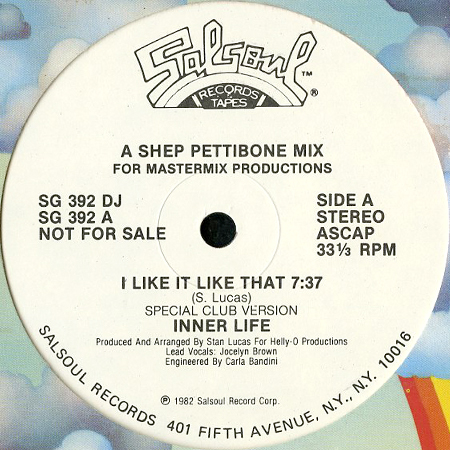 Salsoul ™
RECORDS
TAPES ®
A SHEP PETTIBONE MIX
FOR MASTERMIX PRODUCTIONS
SG 392 DJ
SG 392 A
NOT FOR SALE
SIDE A
STEREO
ASCAP
33⅓ RPM
I LIKE IT LIKE THAT 7:37
(S. Lucas)
SPECIAL CLUB VERSION
INNER LIFE
Produced And Arranged By Stan Lucas For Helly-O Productions
Lead Vocals: Jocelyn Brown
Engineered By Carla Bandini
℗ 1982 Salsoul Record Corp.
SALSOUL RECORDS 401 FIFTH AVENUE, N.Y., N.Y. 10016